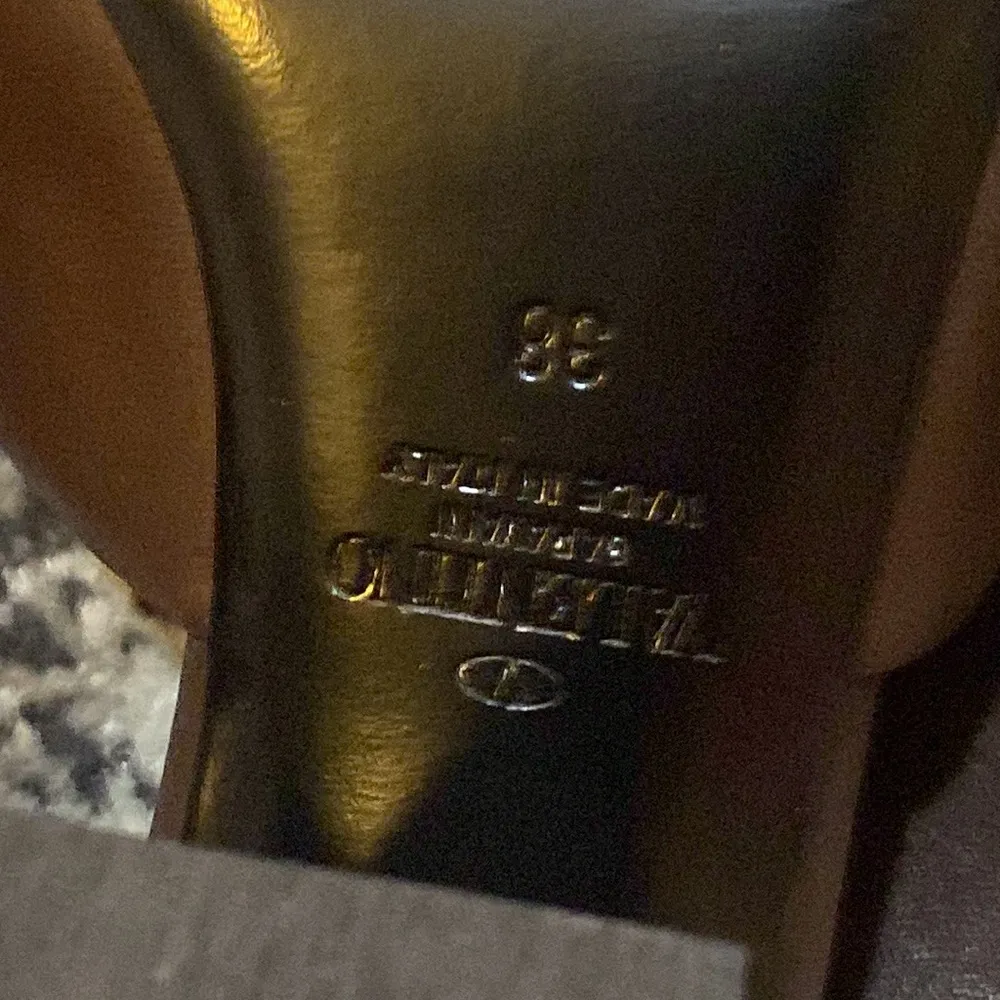 V
VALENTINO
GARAVANI
MADE IN ITALY
38